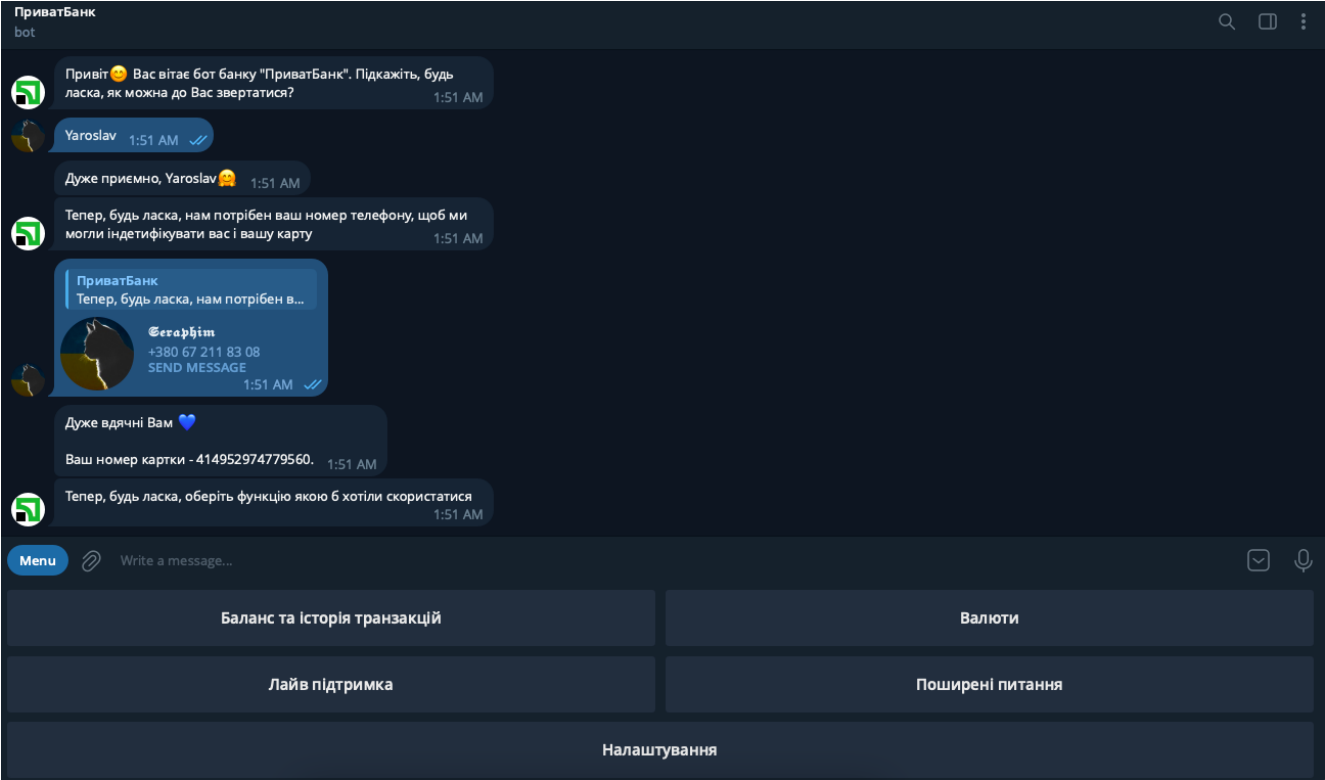 ПриватБанк
bot
Привіт😊 Вас вітає бот банку "ПриватБанк". Підкажіть, будь
ласка, як можна до Вас звертатися?
1:51 AM
Yaroslav
1:51 AM
Дуже приємно, Yaroslav🤗
1:51 AM
Тепер, будь ласка, нам потрібен ваш номер телефону, щоб ми
могли індетифікувати вас і вашу карту
1:51 AM
ПриватБанк
Тепер, будь ласка, нам потрібен в...
𝕾𝖊𝖗𝖆𝖕𝖍𝖎𝖒
+380 67 211 83 08
SEND MESSAGE
1:51 AM
Дуже вдячні Вам 💙
Ваш номер картки - 414952974779560.
1:51 AM
Тепер, будь ласка, оберіть функцію якою б хотіли скористатися
1:51 AM
Menu
Write a message...
Баланс та історія транзакцій
Валюти
Лайв підтримка
Поширені питання
Налаштування